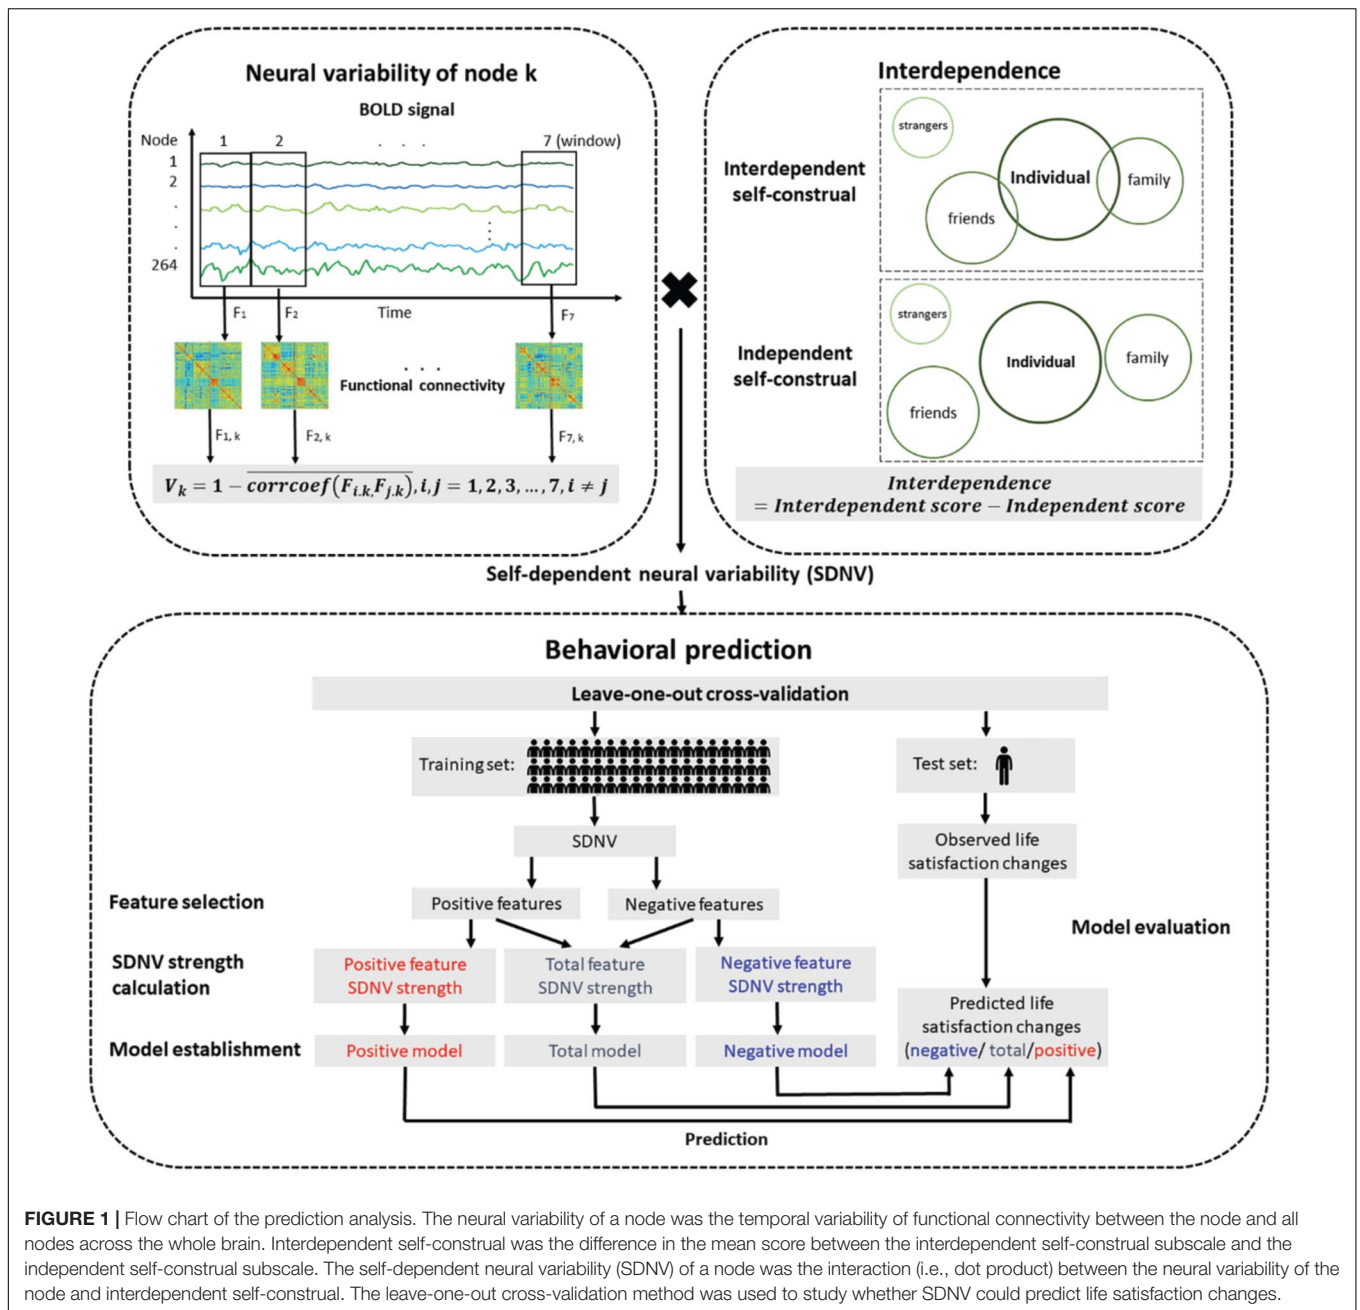 Neural variability of node k
BOLD signal
Node
1
2
. . .
7 (window)
1
2
.
.
264
.
.
.
F1
F2
Time
F7
. . .
Functional connectivity
F1, k
F2, k
F7, k
V_k = 1 − \overline{corrcoef(F_{i.k,}F_{j.k})}, i, j = 1, 2, 3, …, 7, i ≠ j
Interdependence
Interdependent
self-construal
strangers
Individual
family
friends
Independent
self-construal
strangers
Individual
family
friends
Interdependence
= Interdependent score − Independent score
Self-dependent neural variability (SDNV)
Behavioral prediction
Leave-one-out cross-validation
Training set:
Test set:
SDNV
Observed life
satisfaction changes
Feature selection
Positive features
Negative features
Model evaluation
SDNV strength
calculation
Positive feature
SDNV strength
Total feature
SDNV strength
Negative feature
SDNV strength
Predicted life
satisfaction changes
(negative/ total/positive)
Model establishment
Positive model
Total model
Negative model
Prediction
FIGURE 1 | Flow chart of the prediction analysis. The neural variability of a node was the temporal variability of functional connectivity between the node and all
nodes across the whole brain. Interdependent self-construal was the difference in the mean score between the interdependent self-construal subscale and the
independent self-construal subscale. The self-dependent neural variability (SDNV) of a node was the interaction (i.e., dot product) between the neural variability of the
node and interdependent self-construal. The leave-one-out cross-validation method was used to study whether SDNV could predict life satisfaction changes.